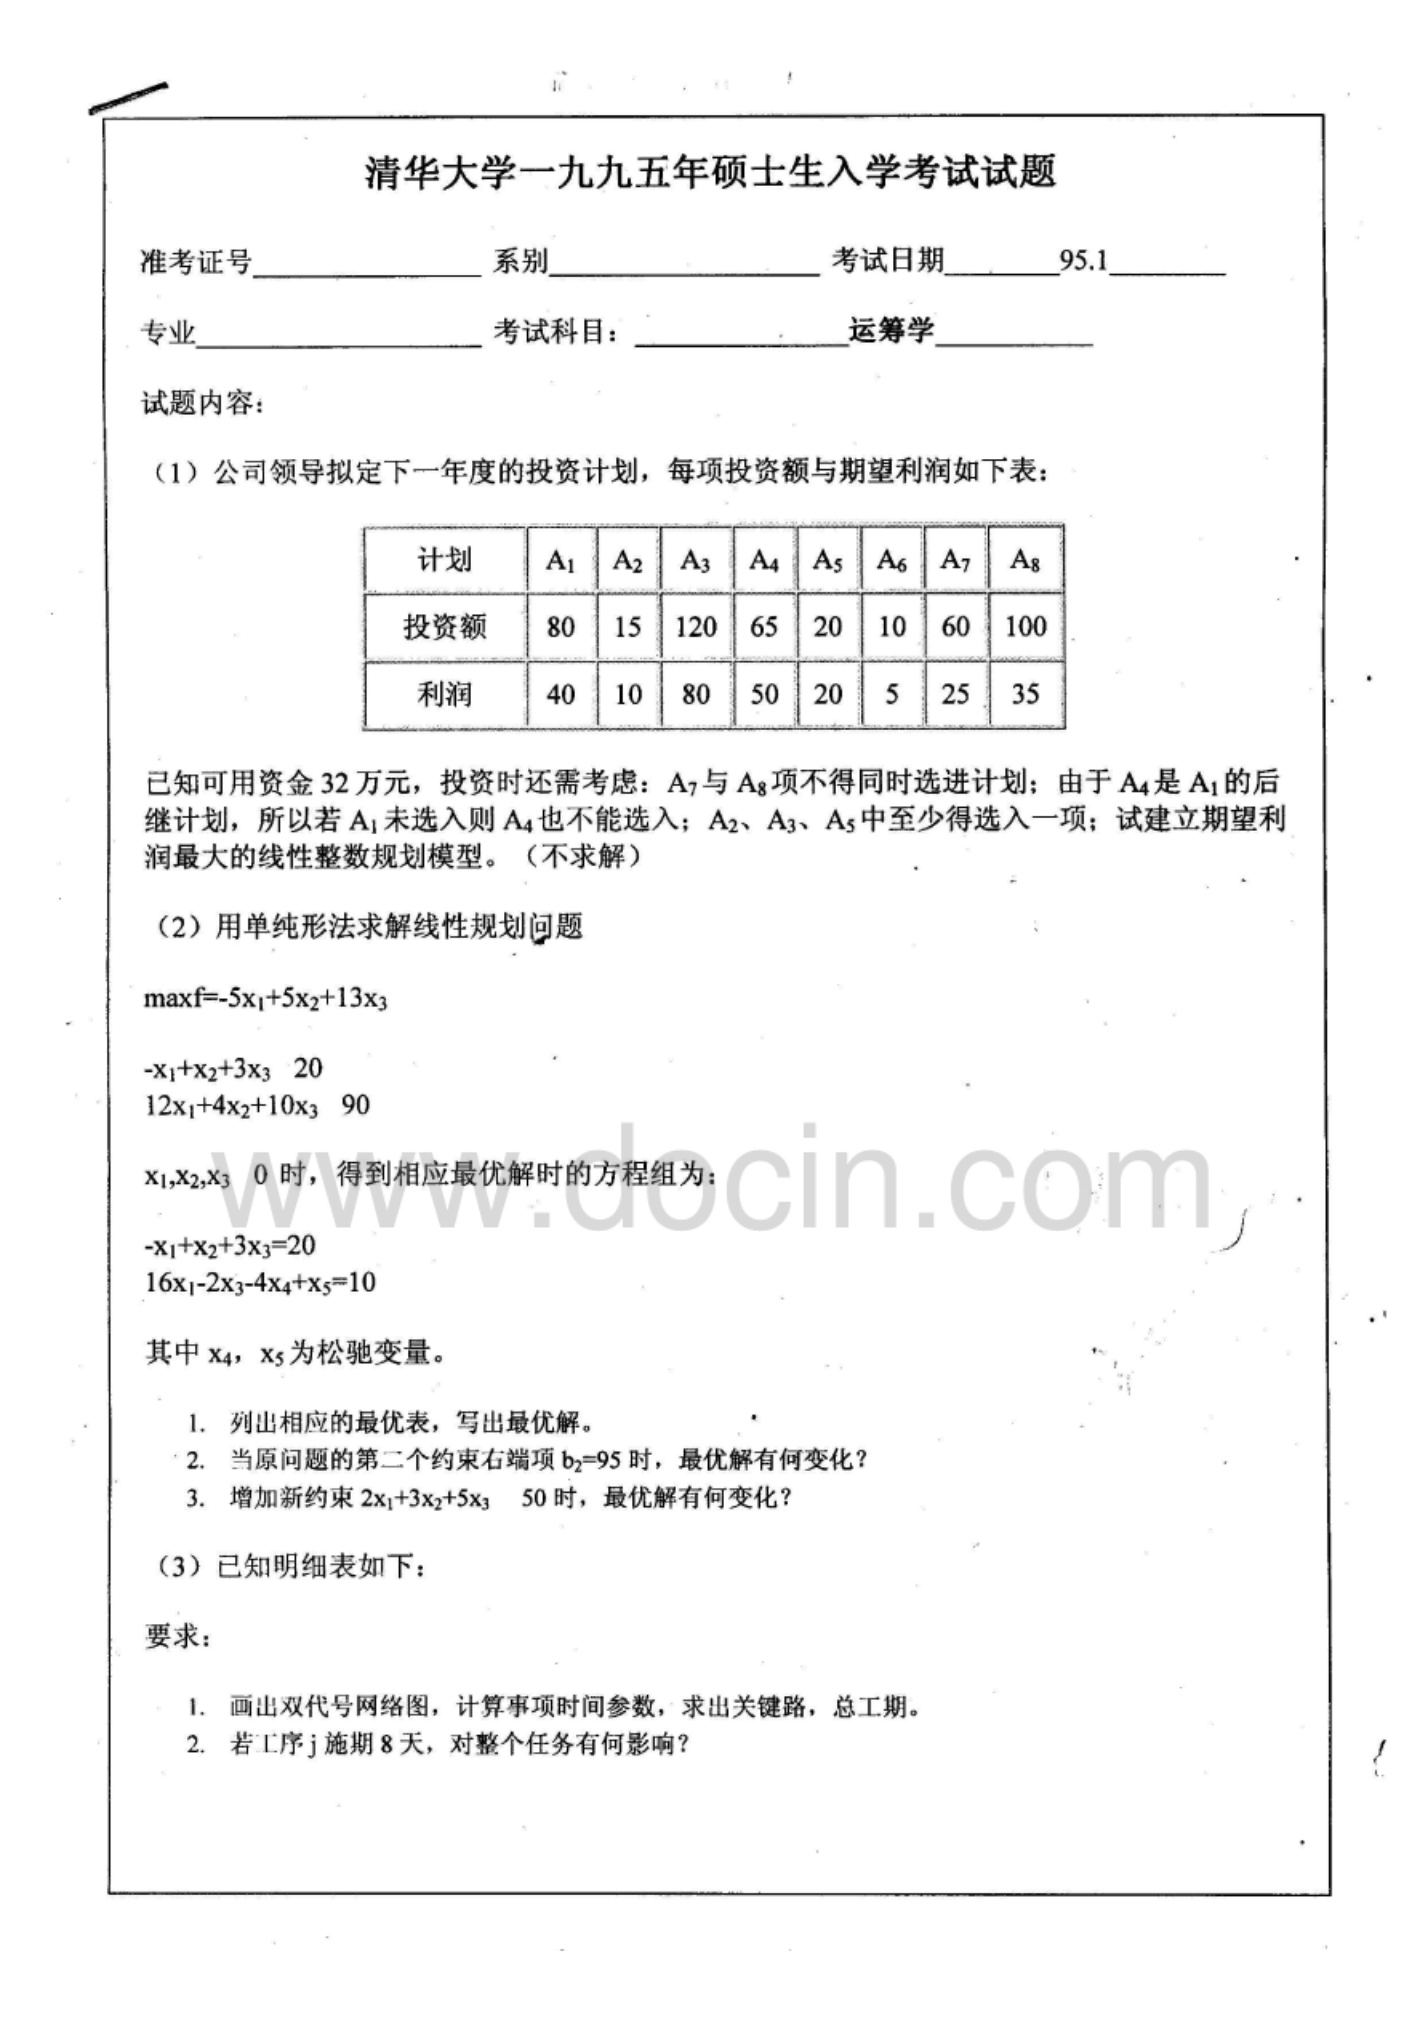 清华大学一九九五年硕士生入学考试试题
准考证号 系别 考试日期 95.1
专业 考试科目: 运筹学
试题内容:
（1）公司领导拟定下一年度的投资计划，每项投资额与期望利润如下表:
计划 A1 A2 A3 A4 A5 A6 A7 A8
投资额 80 15 120 65 20 10 60 100
利润 40 10 80 50 20 5 25 35
已知可用资金 32 万元，投资时还需考虑: A7与 A8项不得同时选进计划；由于 A4是 A1的后
继计划，所以若 A1未选入则 A4也不能选入；A2、A3、A5中至少得选入一项；试建立期望利
润最大的线性整数规划模型。（不求解）
（2）用单纯形法求解线性规划问题
maxf=-5x1+5x2+13x3
-x1+x2+3x3 20
12x1+4x2+10x3 90
x1,x2,x3 0 时，得到相应最优解时的方程组为:
-x1+x2+3x3=20
16x1-2x3-4x4+x5=10
其中 x4，x5为松驰变量。
1. 列出相应的最优表，写出最优解。
2. 当原问题的第二个约束右端项 b2=95 时，最优解有何变化?
3. 增加新约束 2x1+3x2+5x3 50 时，最优解有何变化?
（3）已知明细表如下:
要求:
1. 画出双代号网络图，计算事项时间参数，求出关键路，总工期。
2. 若工序 j 施期 8 天，对整个任务有何影响?
www.docin.com